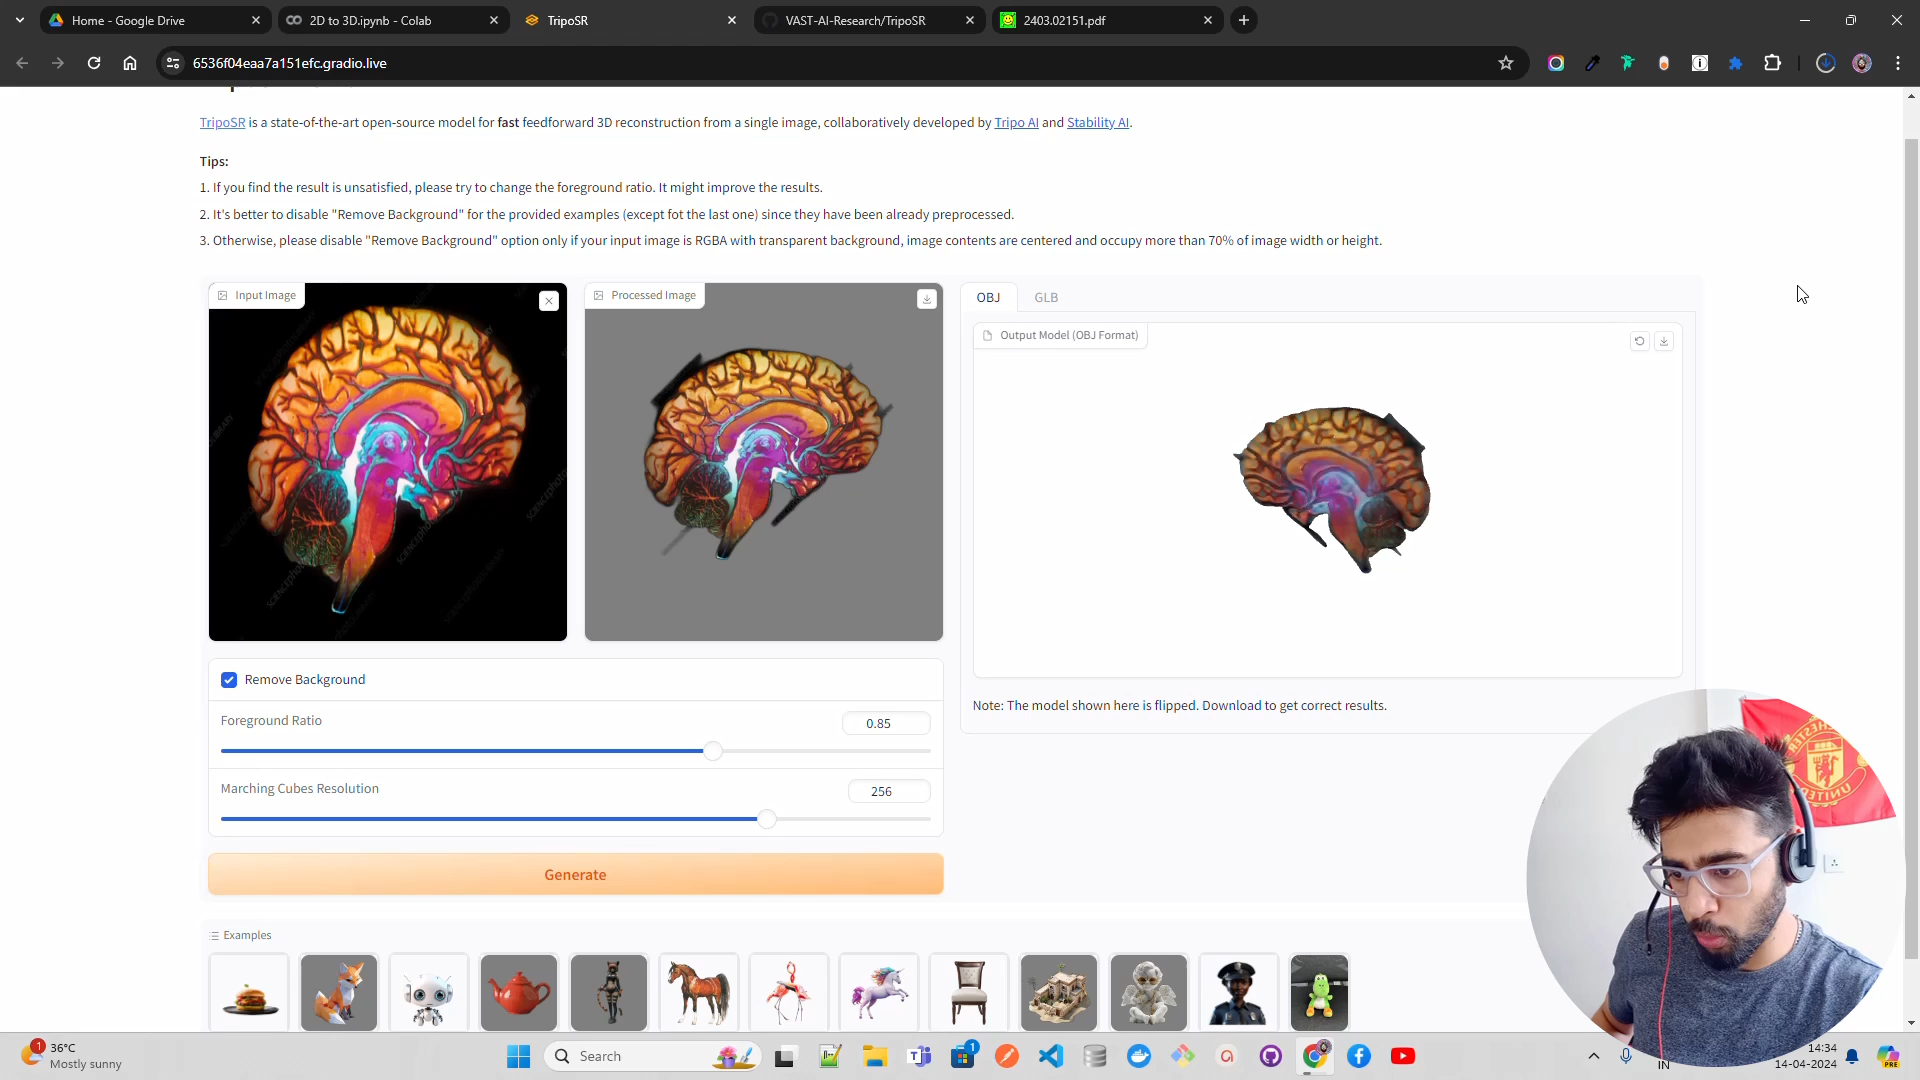 Home - Google Drive
2D to 3D.ipynb - Colab
TripoSR
VAST-AI-Research/TripoSR
2403.02151.pdf
6536f04eaa7a151efc.gradio.live
TripoSR is a state-of-the-art open-source model for fast feedforward 3D reconstruction from a single image, collaboratively developed by Tripo AI and Stability AI.
Tips:
1. If you find the result is unsatisfied, please try to change the foreground ratio. It might improve the results.
2. It's better to disable "Remove Background" for the provided examples (except fot the last one) since they have been already preprocessed.
3. Otherwise, please disable "Remove Background" option only if your input image is RGBA with transparent background, image contents are centered and occupy more than 70% of image width or height.
Input Image
Processed Image
OBJ
GLB
Output Model (OBJ Format)
Note: The model shown here is flipped. Download to get correct results.
Remove Background
Foreground Ratio
0.85
Marching Cubes Resolution
256
Generate
Examples
UNITED
1
36°C
Mostly sunny
Search
1
IN
14:34
14-04-2024
PRE